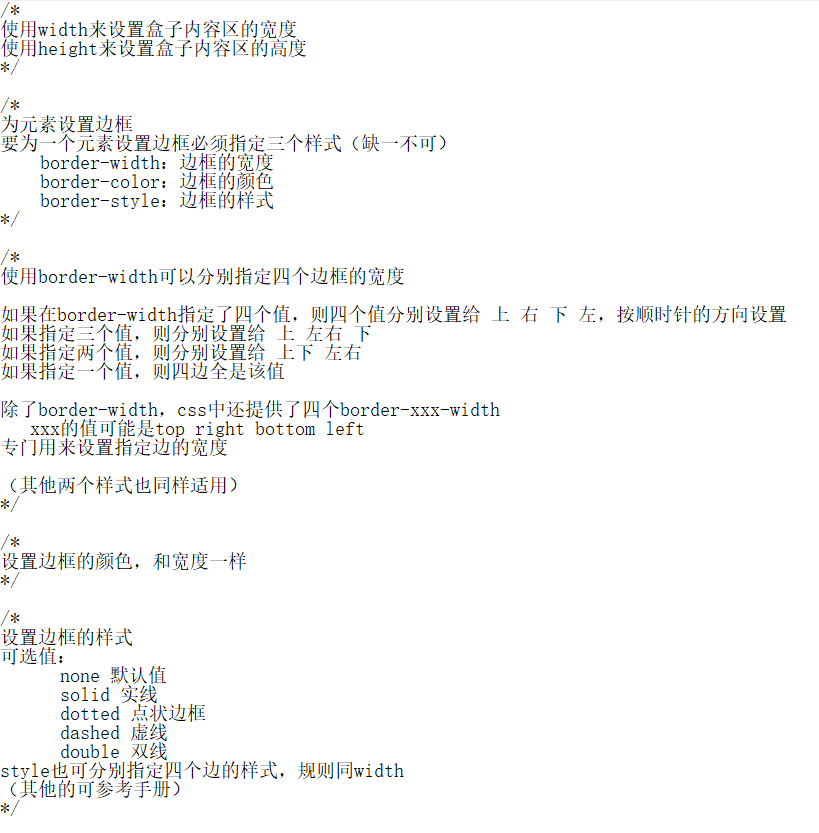 /*
使用width来设置盒子内容区的宽度
使用height来设置盒子内容区的高度
*/
/*
为元素设置边框
要为一个元素设置边框必须指定三个样式（缺一不可）
border-width：边框的宽度
border-color：边框的颜色
border-style：边框的样式
*/
/*
使用border-width可以分别指定四个边框的宽度
如果在border-width指定了四个值，则四个值分别设置给 上 右 下 左，按顺时针的方向设置
如果指定三个值，则分别设置给 上 左右 下
如果指定两个值，则分别设置给 上下 左右
如果指定一个值，则四边全是该值
除了border-width，css中还提供了四个border-xxx-width
xxx的值可能是top right bottom left
专门用来设置指定边的宽度
（其他两个样式也同样适用）
*/
/*
设置边框的颜色，和宽度一样
*/
/*
设置边框的样式
可选值：
none 默认值
solid 实线
dotted 点状边框
dashed 虚线
double 双线
style也可分别指定四个边的样式，规则同width
（其他的可参考手册）
*/